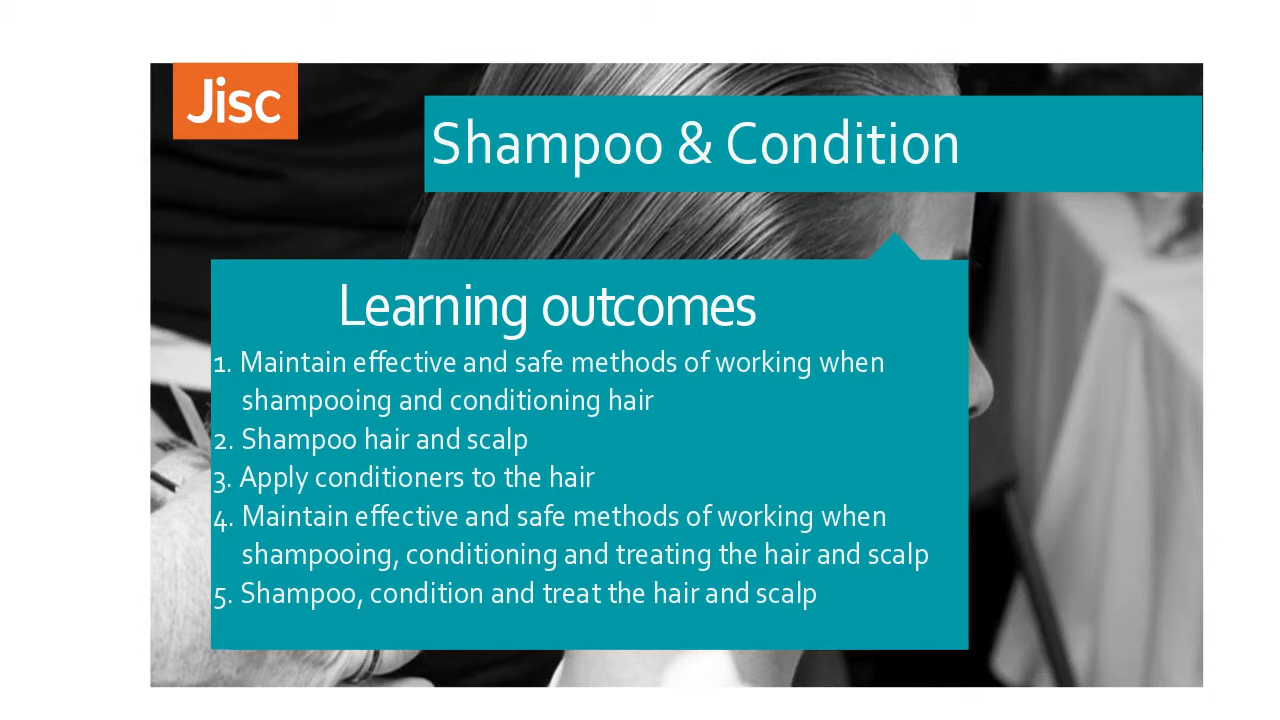 Jisc
Shampoo & Condition
Learning outcomes
1. Maintain effective and safe methods of working when
shampooing and conditioning hair
2. Shampoo hair and scalp
3. Apply conditioners to the hair
4. Maintain effective and safe methods of working when
shampooing, conditioning and treating the hair and scalp
5. Shampoo, condition and treat the hair and scalp